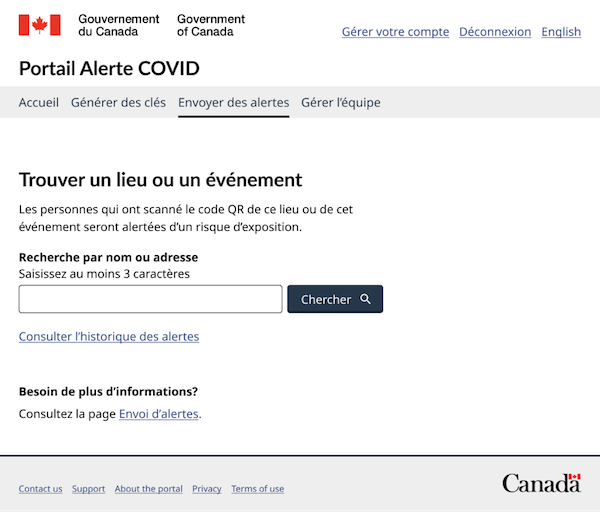 Gouvernement Government
du Canada of Canada
Gérer votre compte Déconnexion English
Portail Alerte COVID
Accueil Générer des clés Envoyer des alertes Gérer l’équipe
Trouver un lieu ou un événement
Les personnes qui ont scanné le code QR de ce lieu ou de cet
événement seront alertées d’un risque d’exposition.
Recherche par nom ou adresse
Saisissez au moins 3 caractères
Chercher
Consulter l’historique des alertes
Besoin de plus d’informations?
Consultez la page Envoi d’alertes.
Contact us Support About the portal Privacy Terms of use
Canada